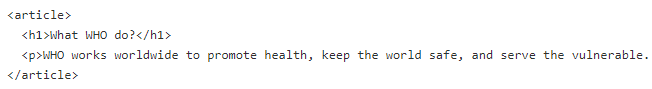 <article>
<h1>What WHO do?</h1>
<p>WHO works worldwide to promote health, keep the world safe, and serve the vulnerable.
</article>